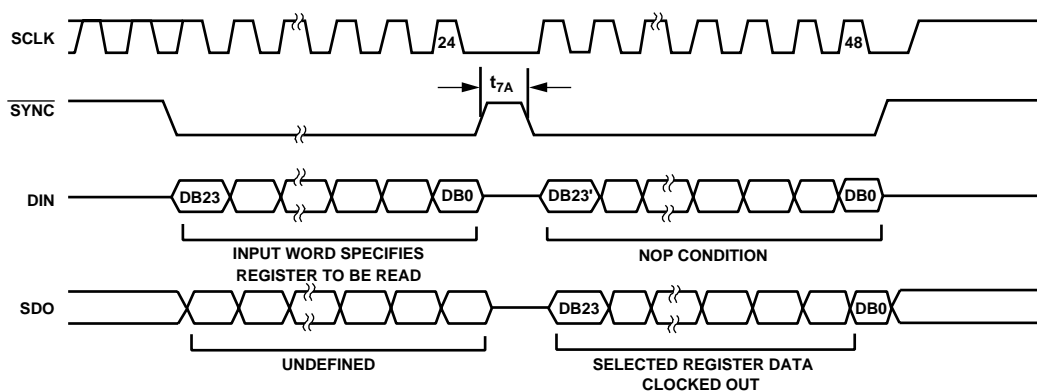 SCLK
24
48
t7A
SYNC
DIN
DB23
DB0
DB23'
DB0
INPUT WORD SPECIFIES
REGISTER TO BE READ
NOP CONDITION
SDO
DB23
DB0
UNDEFINED
SELECTED REGISTER DATA
CLOCKED OUT